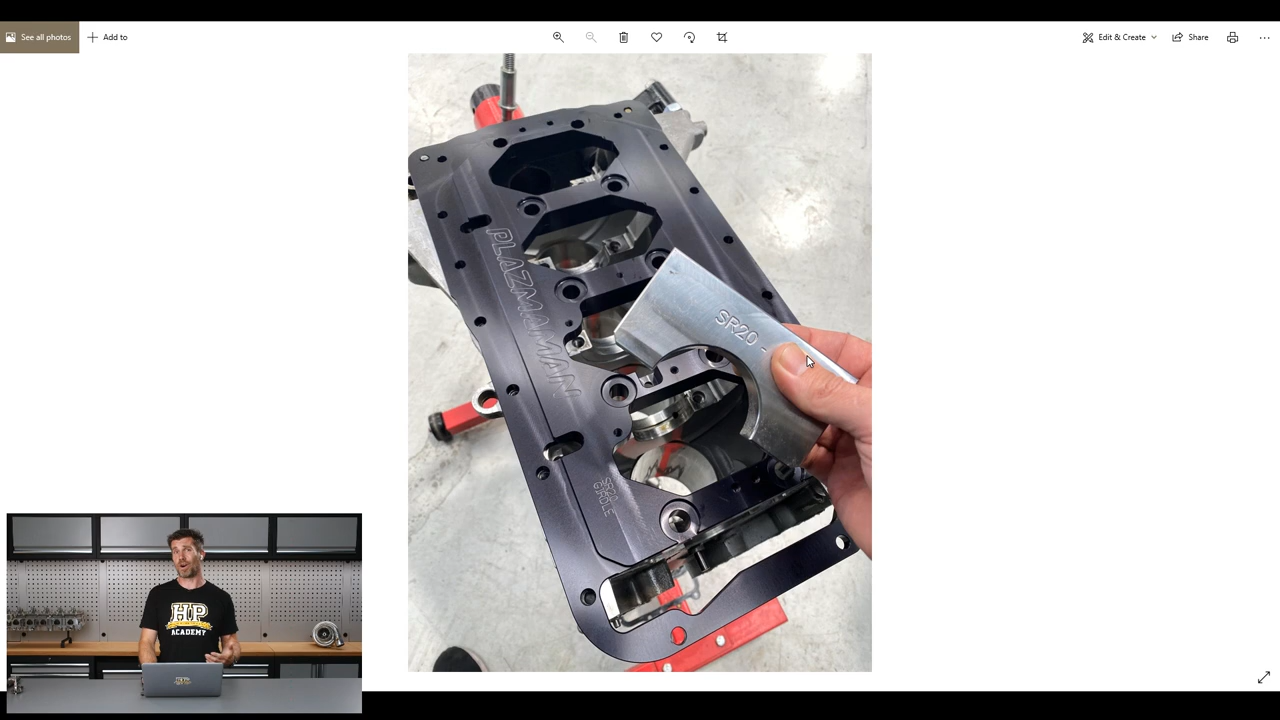 See all photos
Add to
Edit & Create
Share
PLAZMAMAN
SR20 -
SR20
GIRDLE
HP
ACADEMY